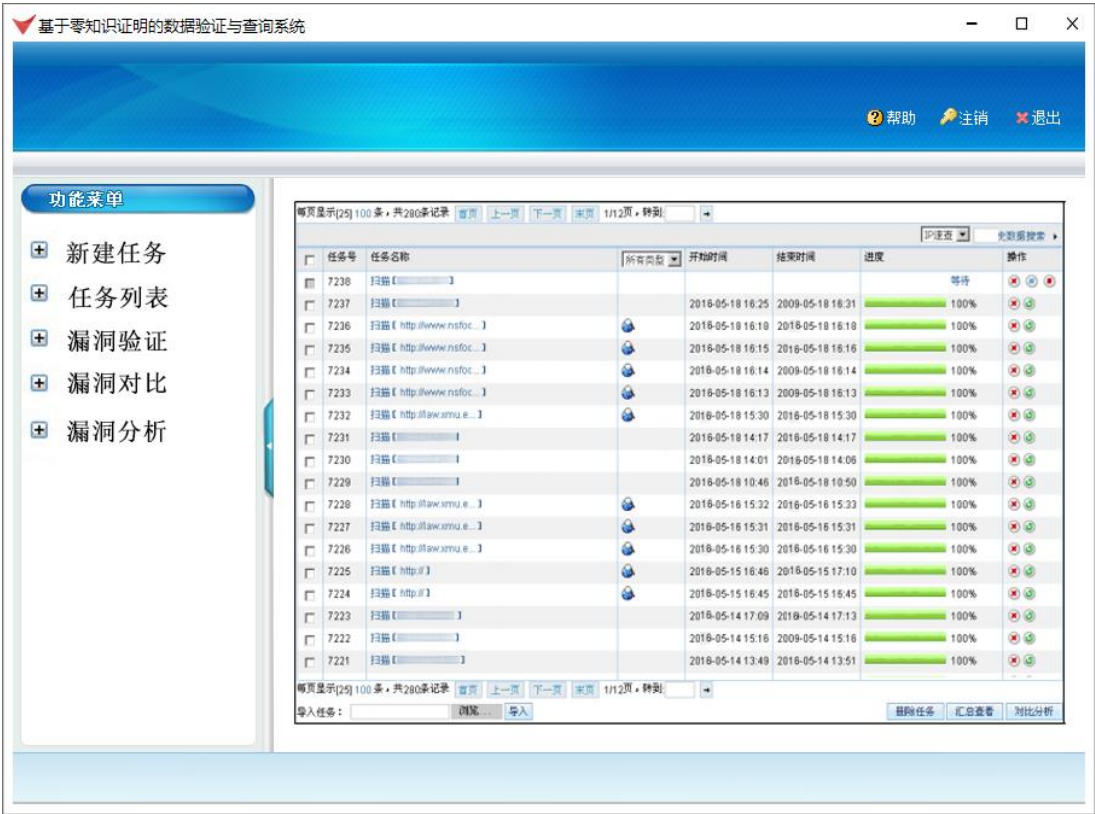 基于零知识证明的数据验证与查询系统
帮助 注销 退出
功能菜单
新建任务
任务列表
漏洞验证
漏洞对比
漏洞分析
每页显示[25] 100 条，共280条记录 首页 上一页 下一页 末页 1/12页，转到:
IP速查 史数据搜索
任务号 任务名称 所有类型 开始时间 结束时间 进度 操作
7238 扫描【 】 等待
7237 扫描【 】 2016-05-18 16:25 2009-05-18 16:31 100%
7236 扫描【 http://www.nsfoc... 】 2016-05-18 16:18 2016-05-18 16:18 100%
7235 扫描【 http://www.nsfoc... 】 2016-05-18 16:15 2016-05-18 16:16 100%
7234 扫描【 http://www.nsfoc... 】 2016-05-18 16:14 2009-05-18 16:14 100%
7233 扫描【 http://www.nsfoc... 】 2016-05-18 16:13 2009-05-18 16:13 100%
7232 扫描【 http://law.xmu.e... 】 2016-05-18 15:30 2016-05-18 15:30 100%
7231 扫描【 2016-05-18 14:17 2016-05-18 14:17 100%
7230 扫描【 2016-05-18 14:01 2016-05-18 14:06 100%
7229 扫描【 2016-05-18 10:46 2016-05-18 10:50 100%
7228 扫描【 http://law.xmu.e... 】 2016-05-16 15:32 2016-05-16 15:33 100%
7227 扫描【 http://law.xmu.e... 】 2016-05-16 15:31 2016-05-16 15:31 100%
7226 扫描【 http://law.xmu.e... 】 2016-05-16 15:30 2016-05-16 15:30 100%
7225 扫描【 http:// 】 2016-05-15 16:46 2016-05-15 17:10 100%
7224 扫描【 http:// 】 2016-05-15 16:45 2016-05-15 16:45 100%
7223 扫描【 】 2016-05-14 17:09 2016-05-14 17:13 100%
7222 扫描【 】 2016-05-14 15:16 2009-05-14 15:16 100%
7221 扫描【 】 2016-05-14 13:49 2016-05-14 13:51 100%
每页显示[25] 100 条，共280条记录 首页 上一页 下一页 末页 1/12页，转到:
导入任务： 浏览... 导入 删除任务 汇总查看 对比分析